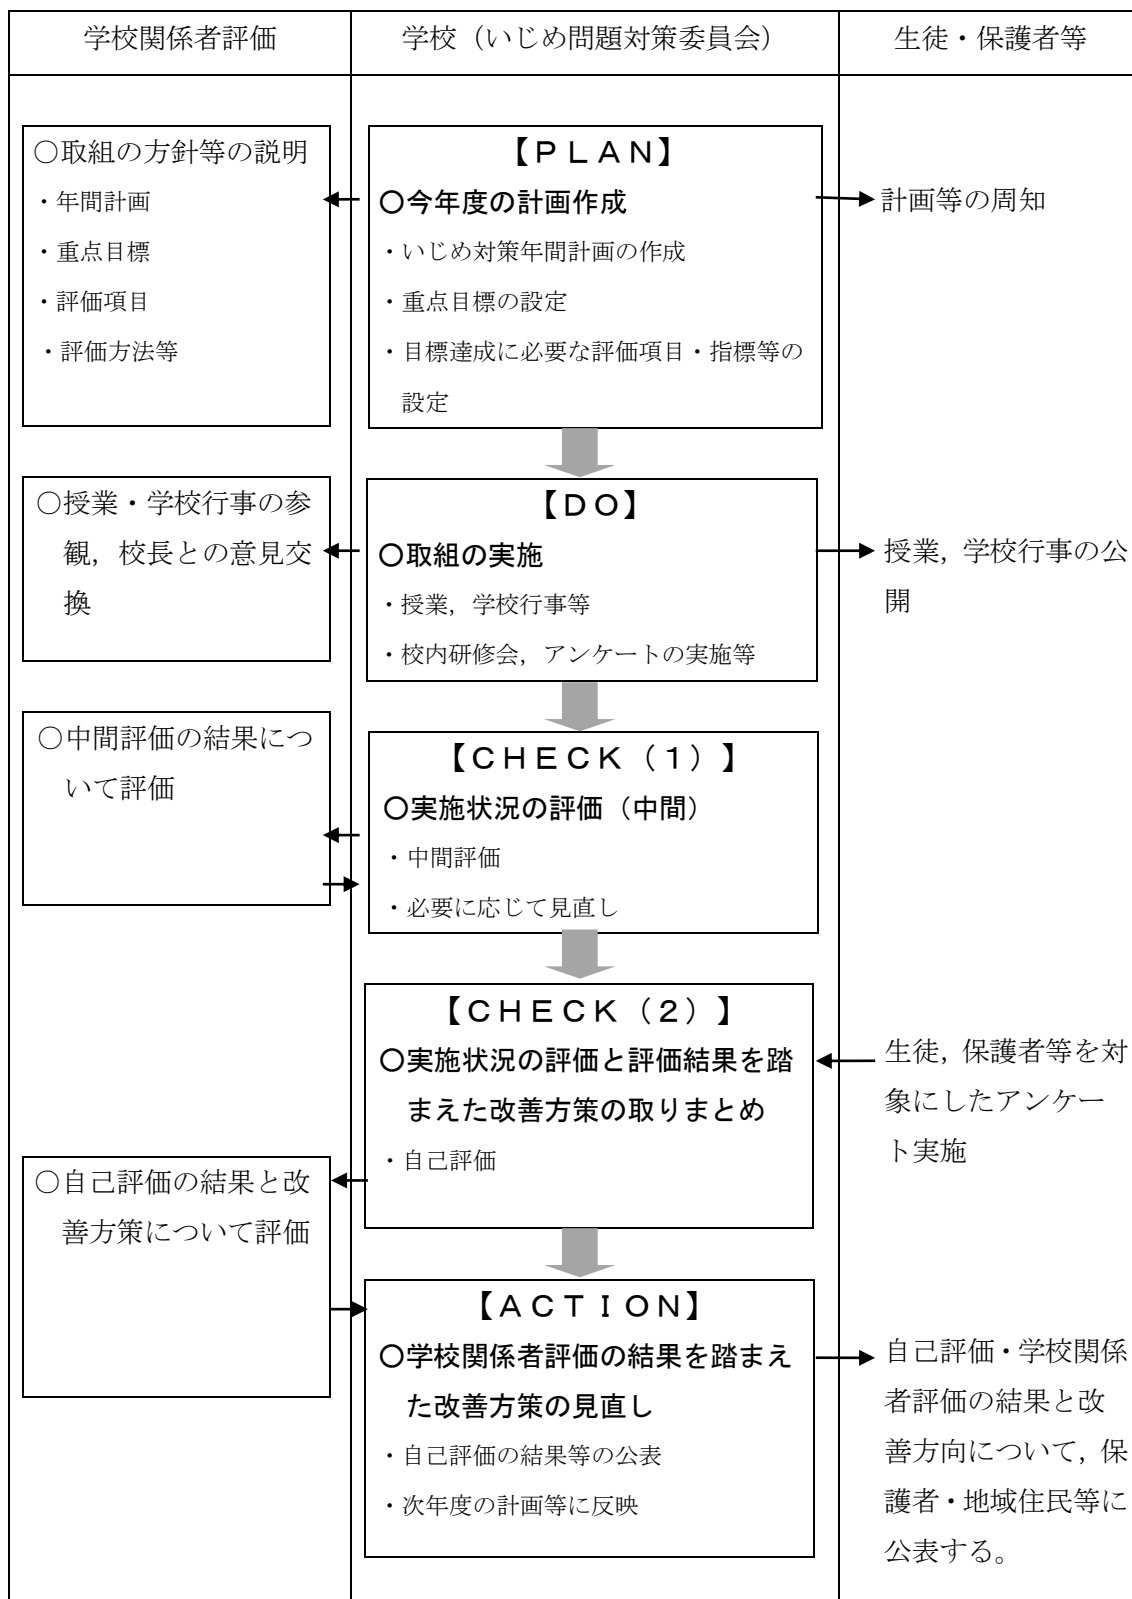 学校関係者評価
学校（いじめ問題対策委員会）
生徒・保護者等
○取組の方針等の説明
・年間計画
・重点目標
・評価項目
・評価方法等
【ＰＬＡＮ】
○今年度の計画作成
・いじめ対策年間計画の作成
・重点目標の設定
・目標達成に必要な評価項目・指標等の
設定
計画等の周知
○授業・学校行事の参
観，校長との意見交
換
【ＤＯ】
○取組の実施
・授業，学校行事等
・校内研修会，アンケートの実施等
授業，学校行事の公
開
○中間評価の結果につ
いて評価
【ＣＨＥＣＫ（１）】
○実施状況の評価（中間）
・中間評価
・必要に応じて見直し
【ＣＨＥＣＫ（２）】
○実施状況の評価と評価結果を踏
まえた改善方策の取りまとめ
・自己評価
生徒，保護者等を対
象にしたアンケー
ト実施
○自己評価の結果と改
善方策について評価
【ＡＣＴＩＯＮ】
○学校関係者評価の結果を踏まえ
た改善方策の見直し
・自己評価の結果等の公表
・次年度の計画等に反映
自己評価・学校関係
者評価の結果と改
善方向について，保
護者・地域住民等に
公表する。